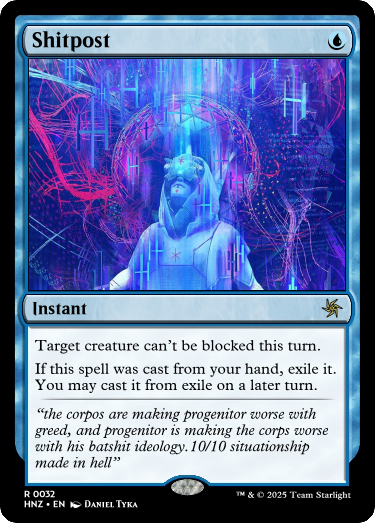 Shitpost
Instant
Target creature can't be blocked this turn.
If this spell was cast from your hand, exile it.
You may cast it from exile on a later turn.
“the corpos are making progenitor worse with
greed, and progenitor is making the corps worse
with his batshit ideology.10/10 situationship
made in hell”
R 0032
HNZ • EN Daniel Tyka
™ & © 2025 Team Starlight